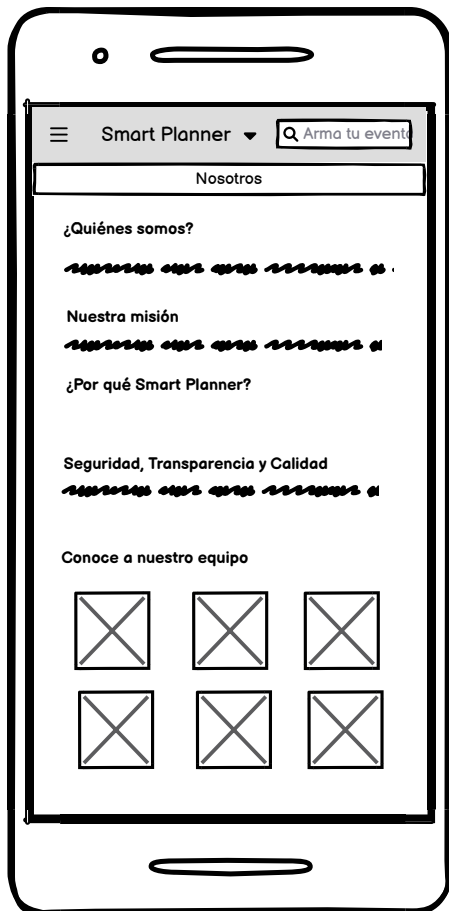 Smart Planner
Arma tu evento
Nosotros
¿Quiénes somos?
Nuestra misión
¿Por qué Smart Planner?
Seguridad, Transparencia y Calidad
Conoce a nuestro equipo